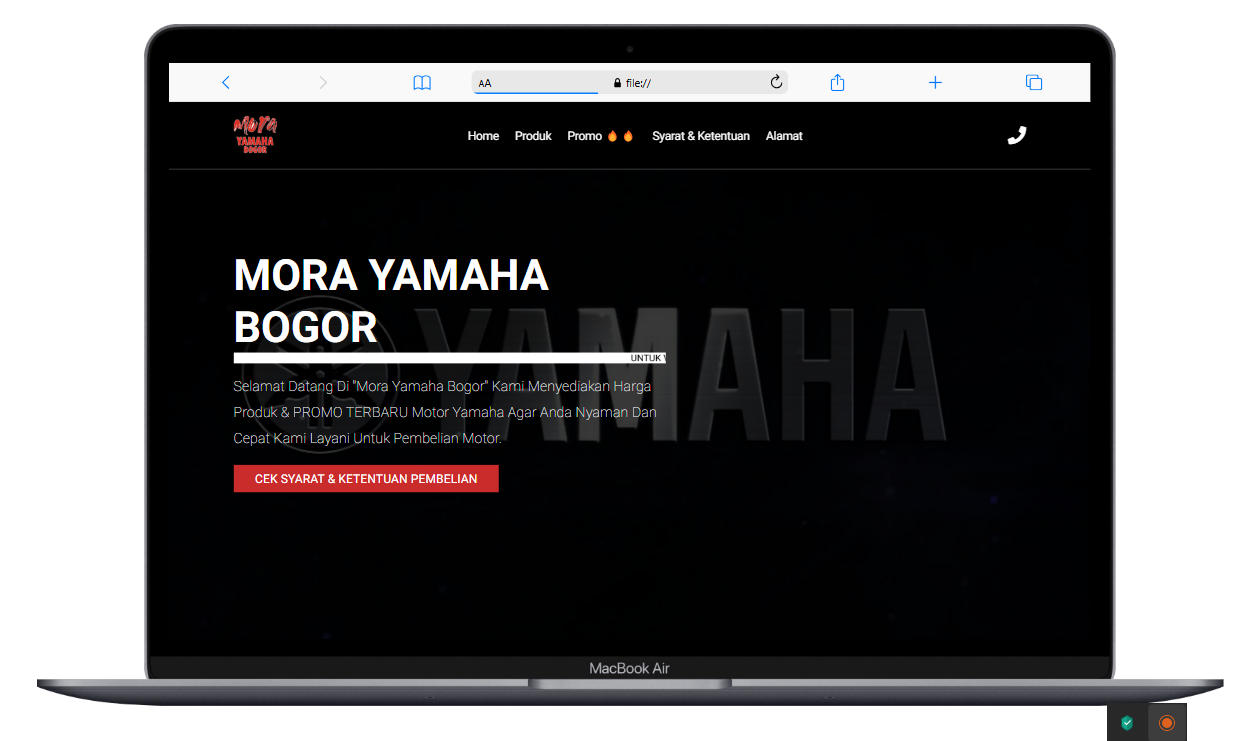 AA
file://
Mora
YAMAHA
BOGOR
Home Produk Promo 🔥 🔥 Syarat & Ketentuan Alamat
YAMAHA
MORA YAMAHA
BOGOR
UNTUK
Selamat Datang Di "Mora Yamaha Bogor" Kami Menyediakan Harga
Produk & PROMO TERBARU Motor Yamaha Agar Anda Nyaman Dan
Cepat Kami Layani Untuk Pembelian Motor.
CEK SYARAT & KETENTUAN PEMBELIAN
MacBook Air